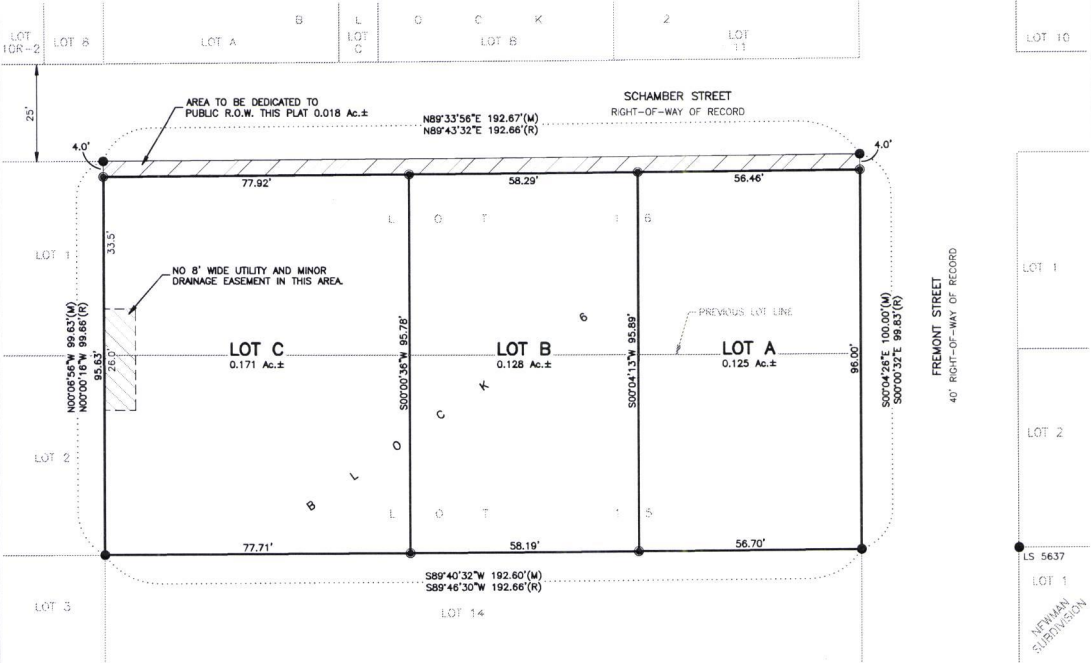 B L O C K 2
LOT
10R-2
LOT 8
LOT A
LOT
C
LOT B
LOT
11
LOT 10
25'
AREA TO BE DEDICATED TO
PUBLIC R.O.W. THIS PLAT 0.018 Ac.±
N89°33'56"E 192.67'(M)
N89°43'32"E 192.66'(R)
SCHAMBER STREET
RIGHT-OF-WAY OF RECORD
4.0'
4.0'
77.92'
58.29'
56.46'
L O T 1 6
LOT 1
33.5'
NO 8' WIDE UTILITY AND MINOR
DRAINAGE EASEMENT IN THIS AREA.
LOT 1
N00°06'56"W 99.63'(M)
N00°00'16"W 99.66'(R)
95.63'
26.0'
LOT C
0.171 Ac.±
S00°00'36"W 95.78'
LOT B
0.128 Ac.±
S00°04'13"W 95.89'
PREVIOUS LOT LINE
LOT A
0.125 Ac.±
96.00'
S00°04'26"E 100.00'(M)
S00°00'32"E 99.83'(R)
FREMONT STREET
40' RIGHT-OF-WAY OF RECORD
B L O C K 6
LOT 2
LOT 2
L O T 1 5
77.71'
58.19'
56.70'
LS 5637
S89°40'32"W 192.60'(M)
S89°46'30"W 192.66'(R)
LOT 3
LOT 14
LOT 1
NEWMAN
SUBDIVISION